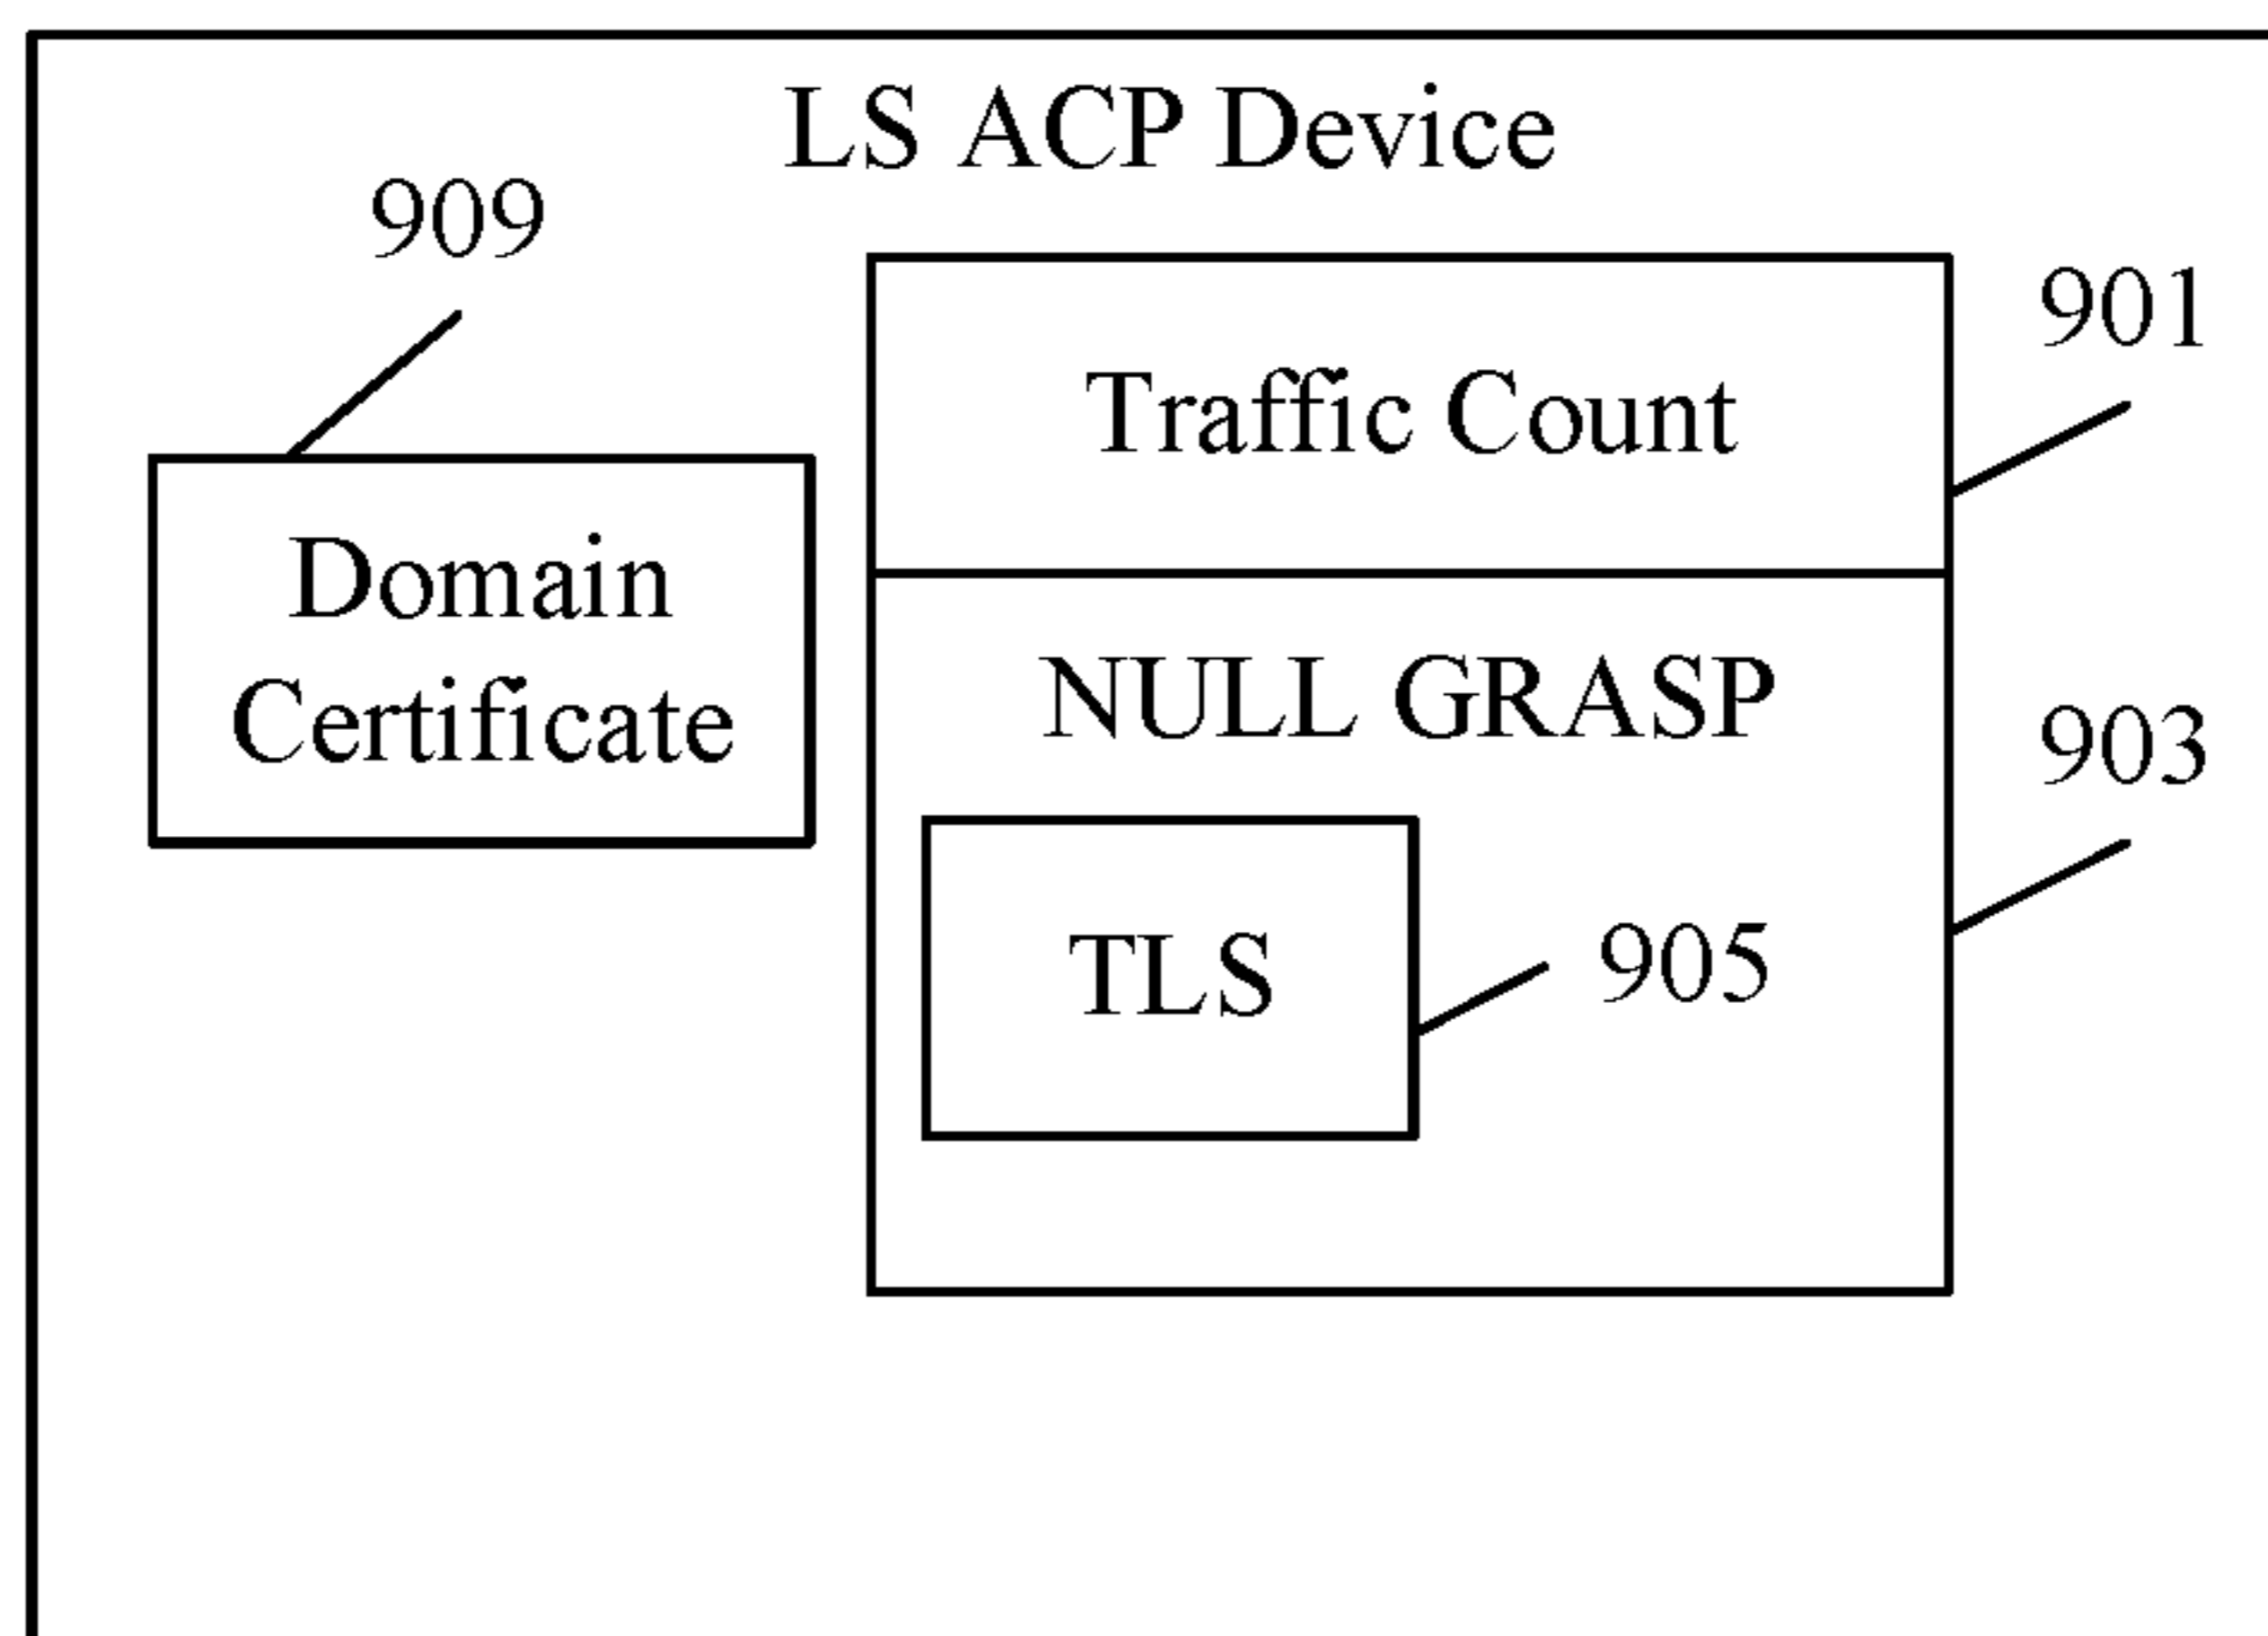 LS ACP Device
909
901
Traffic Count
Domain
Certificate
NULL GRASP
903
TLS
905